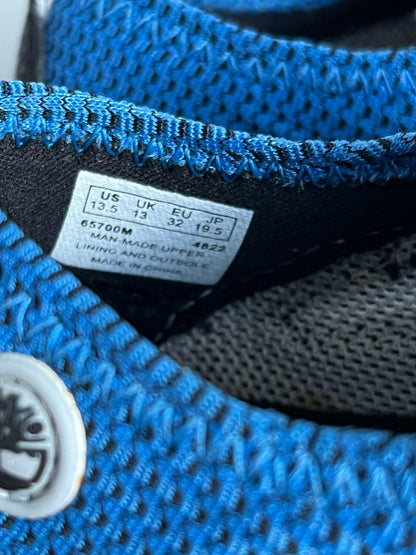 US UK EU JP
13.5 13 32 19.5
65700M 4822
MAN-MADE UPPER
LINING AND OUTSOLE
MADE IN CHINA